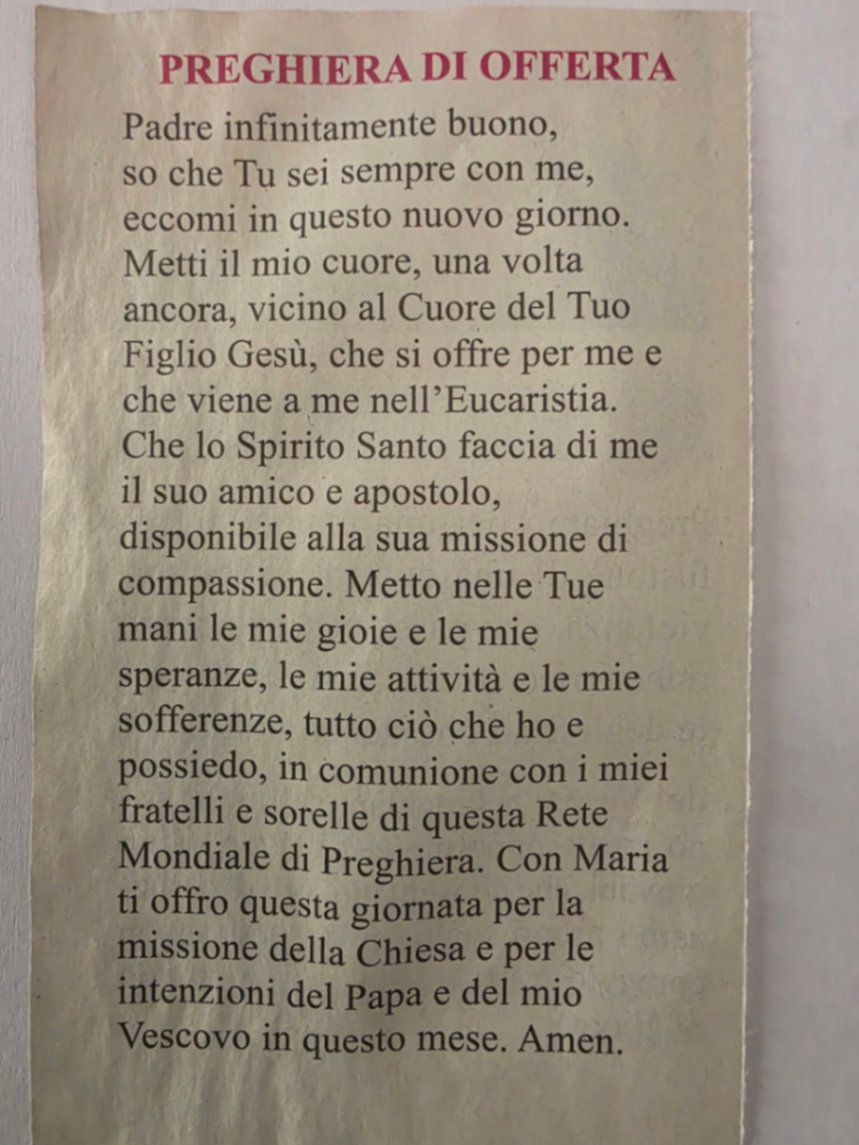 PREGHIERA DI OFFERTA
Padre infinitamente buono,
so che Tu sei sempre con me,
eccomi in questo nuovo giorno.
Metti il mio cuore, una volta
ancora, vicino al Cuore del Tuo
Figlio Gesù, che si offre per me e
che viene a me nell’Eucaristia.
Che lo Spirito Santo faccia di me
il suo amico e apostolo,
disponibile alla sua missione di
compassione. Metto nelle Tue
mani le mie gioie e le mie
speranze, le mie attività e le mie
sofferenze, tutto ciò che ho e
possiedo, in comunione con i miei
fratelli e sorelle di questa Rete
Mondiale di Preghiera. Con Maria
ti offro questa giornata per la
missione della Chiesa e per le
intenzioni del Papa e del mio
Vescovo in questo mese. Amen.